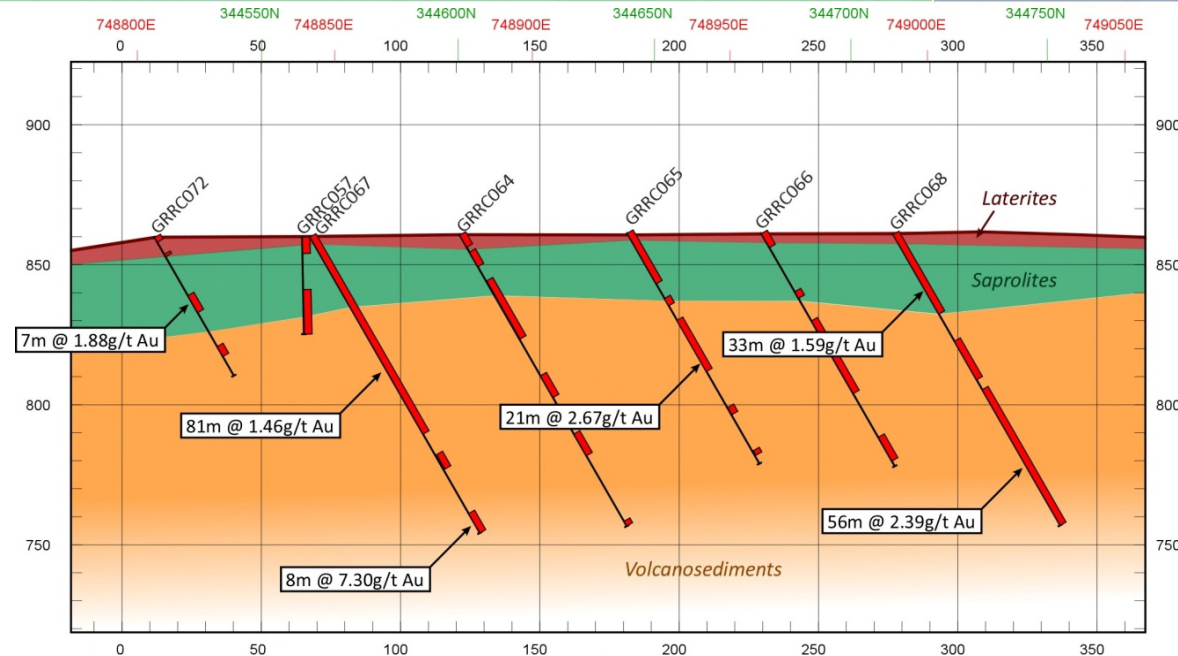 344550N 344600N 344650N 344700N 344750N
748800E 748850E 748900E 748950E 749000E 749050E
0 50 100 150 200 250 300 350
900 900
GRRC072 GRRC057 GRRC067 GRRC064 GRRC065 GRRC066 GRRC068
Laterites
850 850
Saprolites
7m @ 1.88g/t Au
33m @ 1.59g/t Au
800 800
81m @ 1.46g/t Au
21m @ 2.67g/t Au
56m @ 2.39g/t Au
750 750
Volcanosediments
8m @ 7.30g/t Au
0 50 100 150 200 250 300 350